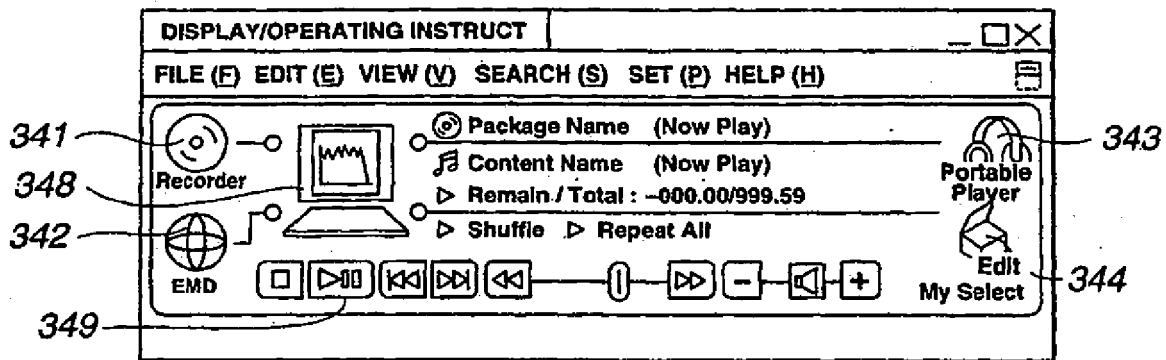 DISPLAY/OPERATING INSTRUCT
FILE (F) EDIT (E) VIEW (V) SEARCH (S) SET (P) HELP (H)
341
348
342
349
Recorder
EMD
Package Name (Now Play)
Content Name (Now Play)
Remain / Total : -000.00/999.59
Shuffle Repeat All
Portable
Player
Edit
My Select
343
344